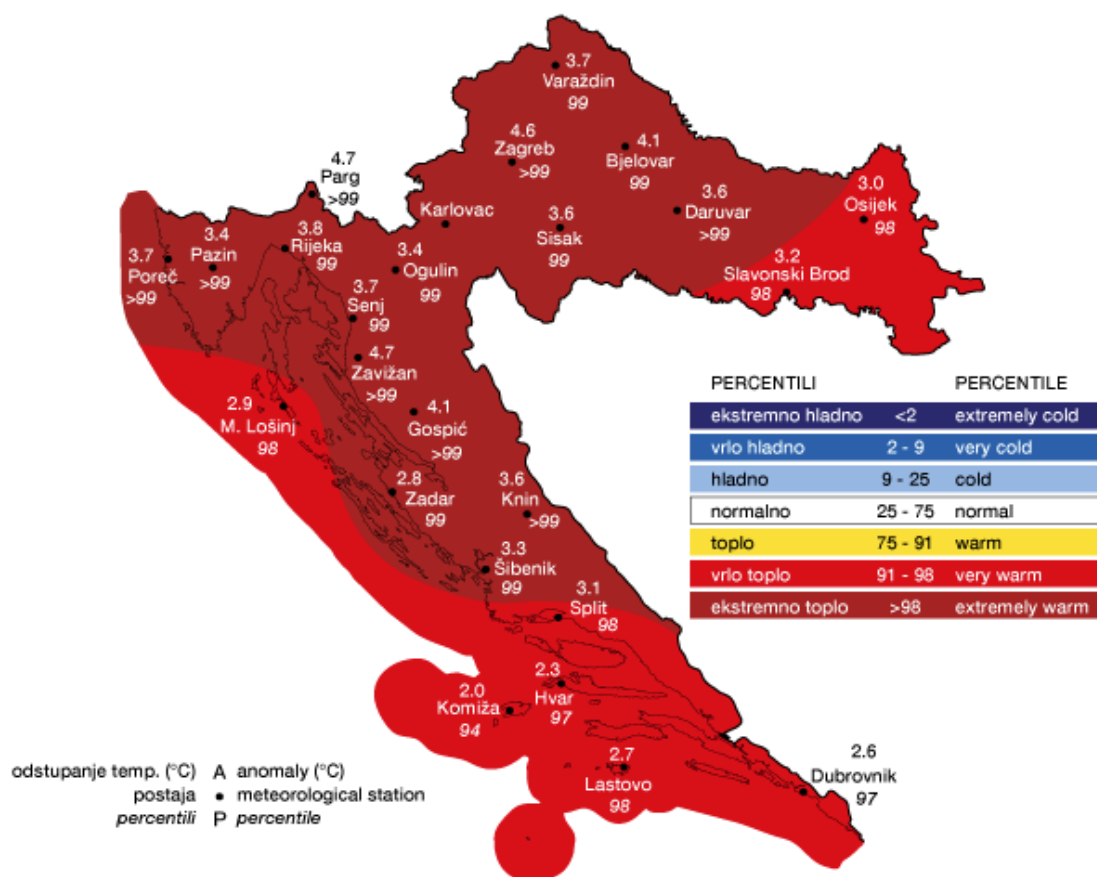 3.7
Varaždin
99
4.6
Zagreb
>99
4.1
Bjelovar
99
4.7
Parg
>99
3.6
Daruvar
>99
3.0
Osijek
98
Karlovac
3.6
Sisak
99
3.8
Rijeka
99
3.4
Pazin
>99
3.7
Poreč
>99
3.4
Ogulin
99
3.2
Slavonski Brod
98
3.7
Senj
99
4.7
Zavižan
>99
2.9
M. Lošinj
98
4.1
Gospić
>99
2.8
Zadar
99
3.6
Knin
>99
3.3
Šibenik
99
3.1
Split
98
2.3
Hvar
97
2.0
Komiža
94
2.7
Lastovo
98
2.6
Dubrovnik
97
PERCENTILI PERCENTILE
ekstremno hladno <2 extremely cold
vrlo hladno 2 - 9 very cold
hladno 9 - 25 cold
normalno 25 - 75 normal
toplo 75 - 91 warm
vrlo toplo 91 - 98 very warm
ekstremno toplo >98 extremely warm
odstupanje temp. (°C) A anomaly (°C)
postaja • meteorological station
percentili P percentile